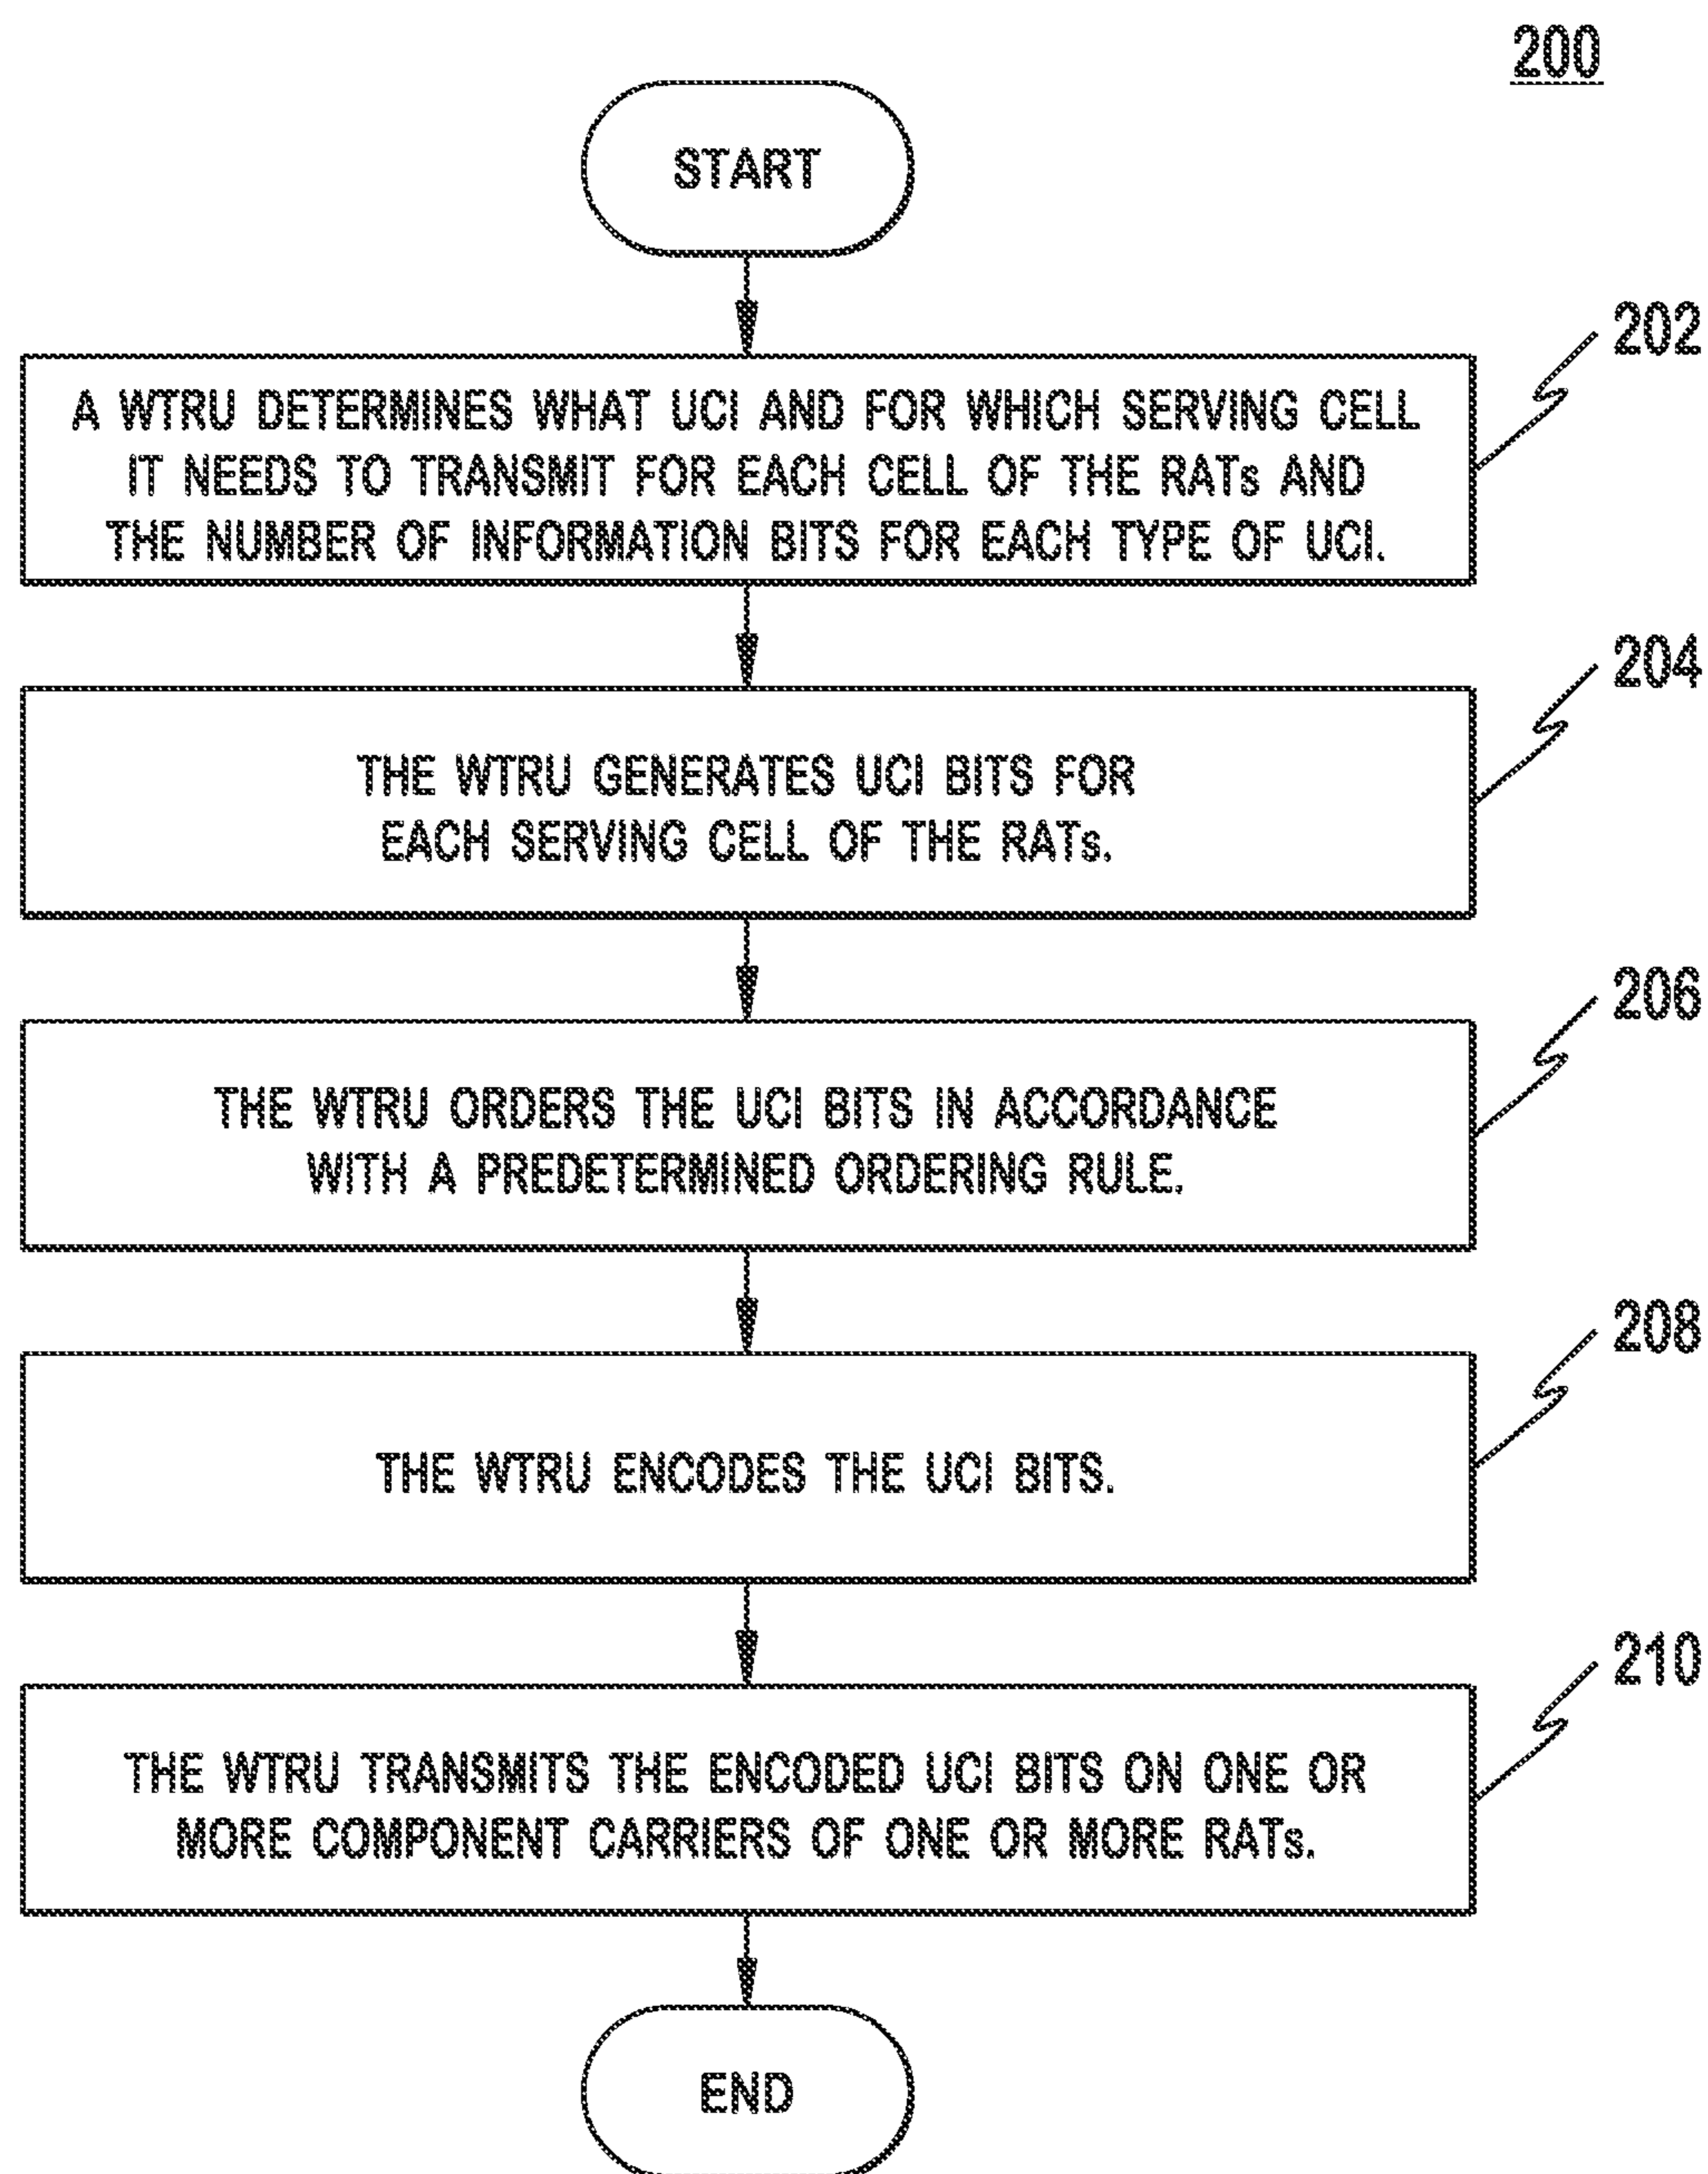 200
START
202
A WTRU DETERMINES WHAT UCI AND FOR WHICH SERVING CELL
IT NEEDS TO TRANSMIT FOR EACH CELL OF THE RATs AND
THE NUMBER OF INFORMATION BITS FOR EACH TYPE OF UCI.
204
THE WTRU GENERATES UCI BITS FOR
EACH SERVING CELL OF THE RATs.
206
THE WTRU ORDERS THE UCI BITS IN ACCORDANCE
WITH A PREDETERMINED ORDERING RULE.
208
THE WTRU ENCODES THE UCI BITS.
210
THE WTRU TRANSMITS THE ENCODED UCI BITS ON ONE OR
MORE COMPONENT CARRIERS OF ONE OR MORE RATs.
END